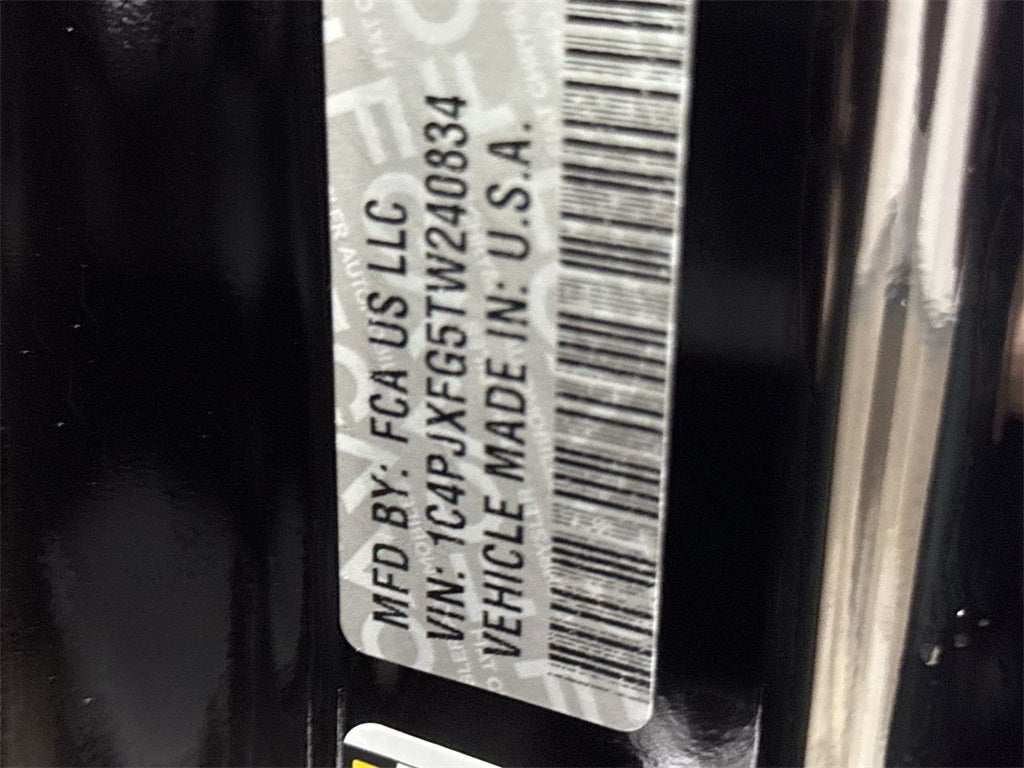 MFD BY: FCA US LLC
VIN: 1C4PJXFG5TW240834
VEHICLE MADE IN: U.S.A.